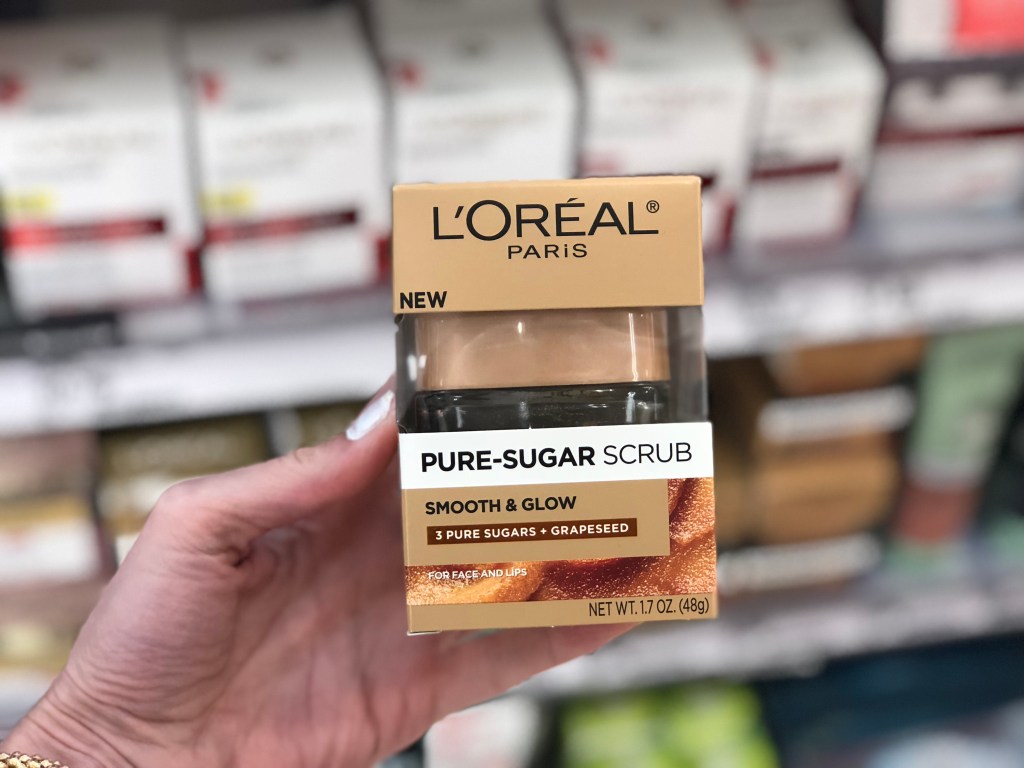 L'ORÉAL®
PARiS
NEW
PURE-SUGAR SCRUB
SMOOTH & GLOW
3 PURE SUGARS + GRAPESEED
FOR FACE AND LIPS
NET WT. 1.7 OZ. (48g)